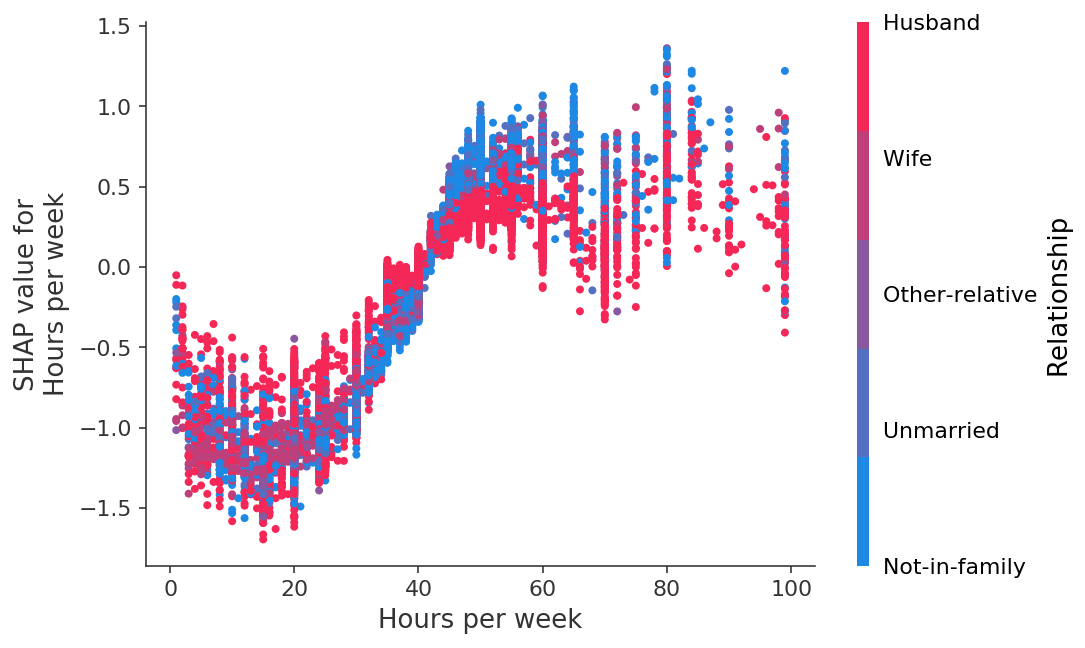 1.5
1.0
0.5
0.0
−0.5
−1.0
−1.5
SHAP value for
Hours per week
0
20
40
60
80
100
Hours per week
Husband
Wife
Other-relative
Unmarried
Not-in-family
Relationship